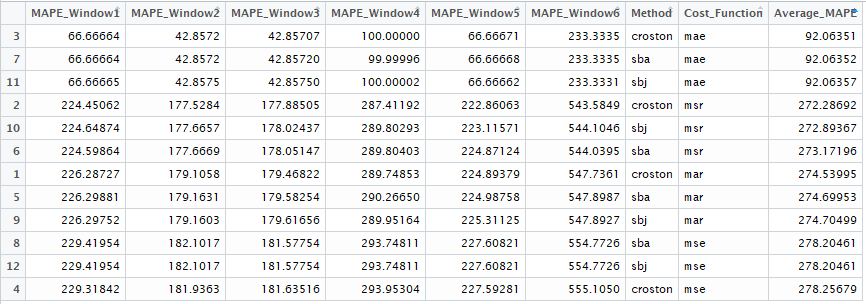 MAPE_Window1 MAPE_Window2 MAPE_Window3 MAPE_Window4 MAPE_Window5 MAPE_Window6 Method Cost_Function Average_MAPE
3 66.66664 42.8572 42.85707 100.00000 66.66671 233.3335 croston mae 92.06351
7 66.66664 42.8572 42.85720 99.99996 66.66668 233.3335 sba mae 92.06352
11 66.66665 42.8575 42.85750 100.00002 66.66662 233.3331 sbj mae 92.06357
2 224.45062 177.5284 177.88505 287.41192 222.86063 543.5849 croston msr 272.28692
10 224.64874 177.6657 178.02437 289.80293 223.11571 544.1046 sbj msr 272.89367
6 224.59864 177.6669 178.05147 289.80403 224.87124 544.0395 sba msr 273.17196
1 226.28727 179.1058 179.46822 289.74853 224.89379 547.7361 croston mar 274.53995
5 226.29881 179.1631 179.58254 290.26650 224.98758 547.8987 sba mar 274.69953
9 226.29752 179.1603 179.61656 289.95164 225.31125 547.8927 sbj mar 274.70499
8 229.41954 182.1017 181.57754 293.74811 227.60821 554.7726 sba mse 278.20461
12 229.41954 182.1017 181.57754 293.74811 227.60821 554.7726 sbj mse 278.20461
4 229.31842 181.9363 181.63516 293.95304 227.59281 555.1050 croston mse 278.25679